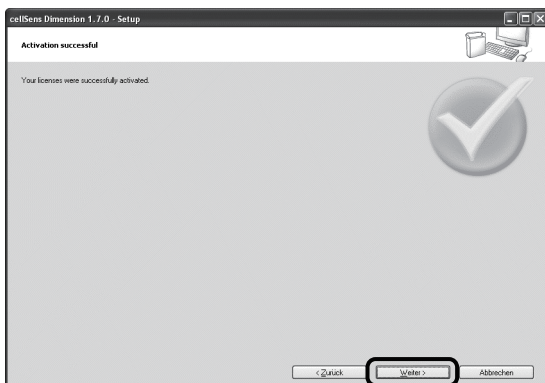 cellSens Dimension 1.7.0 - Setup
Activation successful
Your licenses were successfully activated.
< Zurück
Weiter >
Abbrechen